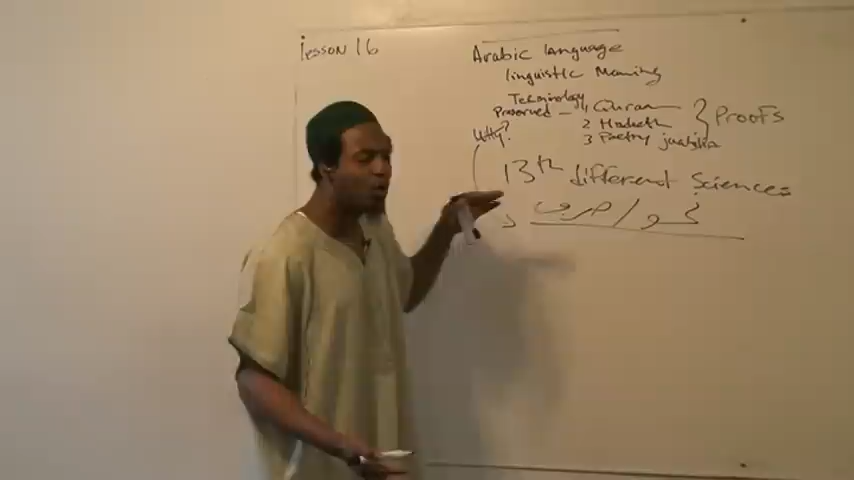 lesson 16
Arabic language
linguistic Meaning
Terminology
Preserved — 1 Quran
2 Hadeeth
3 Poetry
} Proofs
Why?
13th different Sciences
نحو / صرف